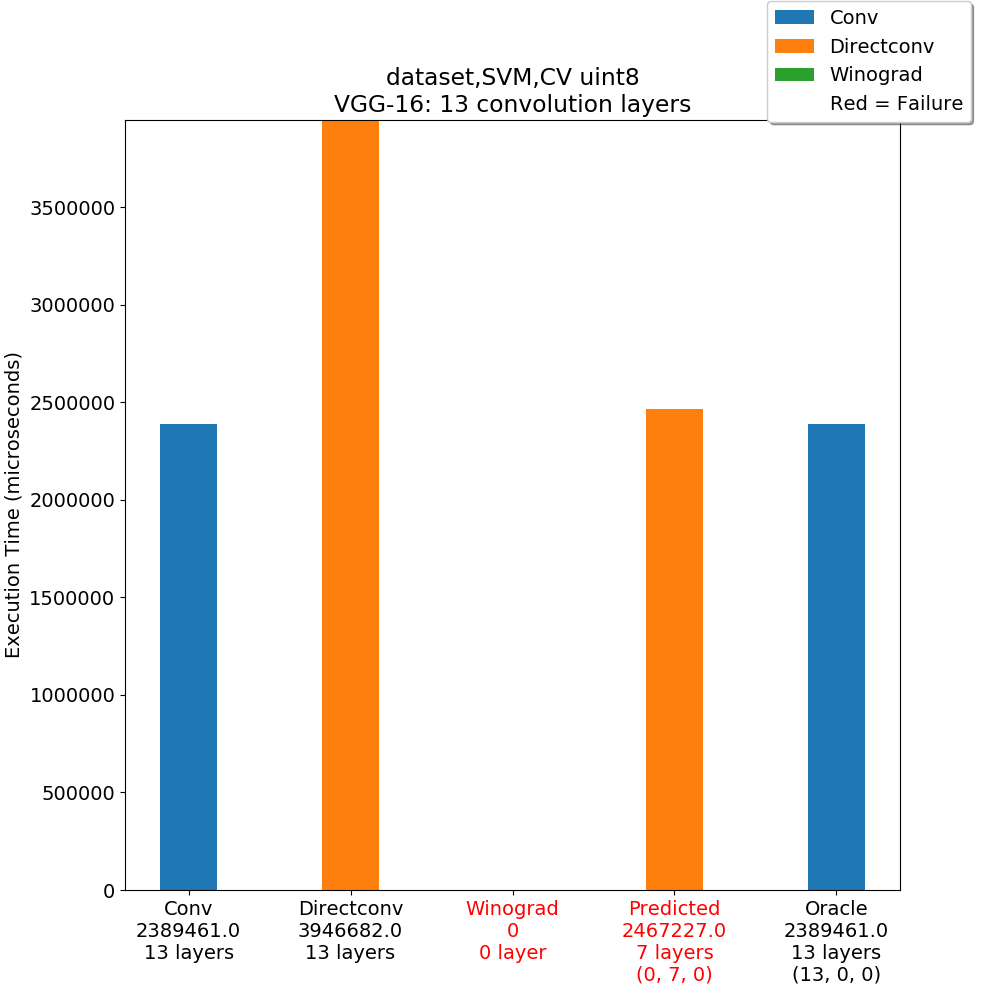 Conv
Directconv
Winograd
Red = Failure
dataset,SVM,CV uint8
VGG-16: 13 convolution layers
Execution Time (microseconds)
3500000
3000000
2500000
2000000
1500000
1000000
500000
0
Conv
2389461.0
13 layers
Directconv
3946682.0
13 layers
Winograd
0
0 layer
Predicted
2467227.0
7 layers
(0, 7, 0)
Oracle
2389461.0
13 layers
(13, 0, 0)